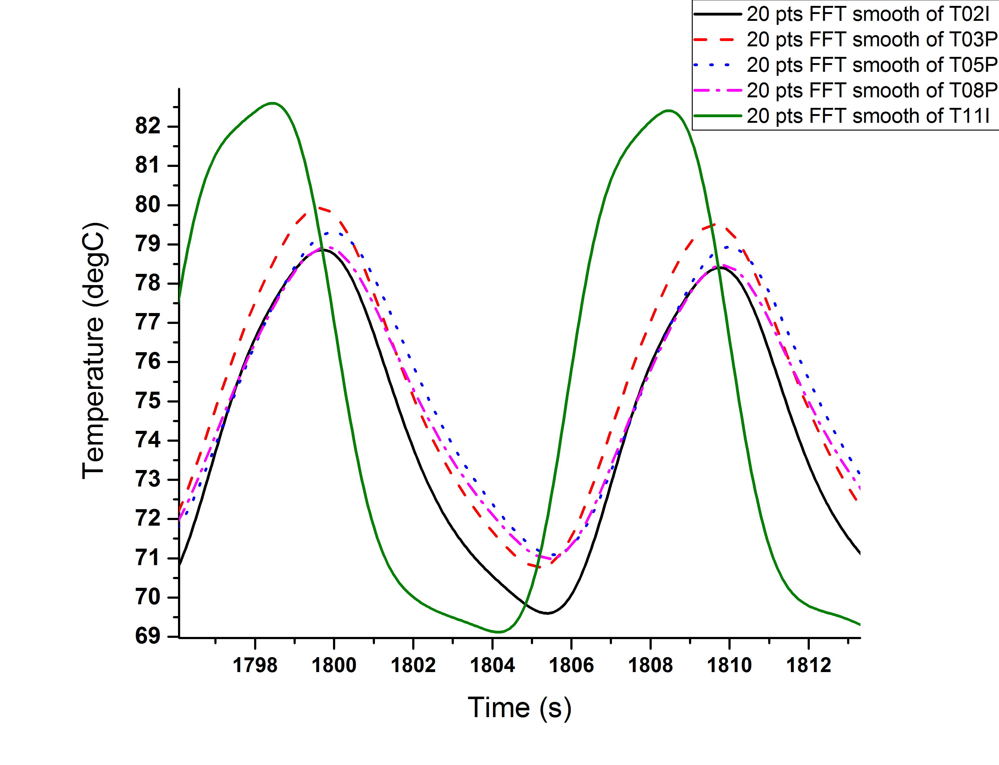 20 pts FFT smooth of T02I
20 pts FFT smooth of T03P
20 pts FFT smooth of T05P
20 pts FFT smooth of T08P
20 pts FFT smooth of T11I
Temperature (degC)
82
81
80
79
78
77
76
75
74
73
72
71
70
69
1798 1800 1802 1804 1806 1808 1810 1812
Time (s)